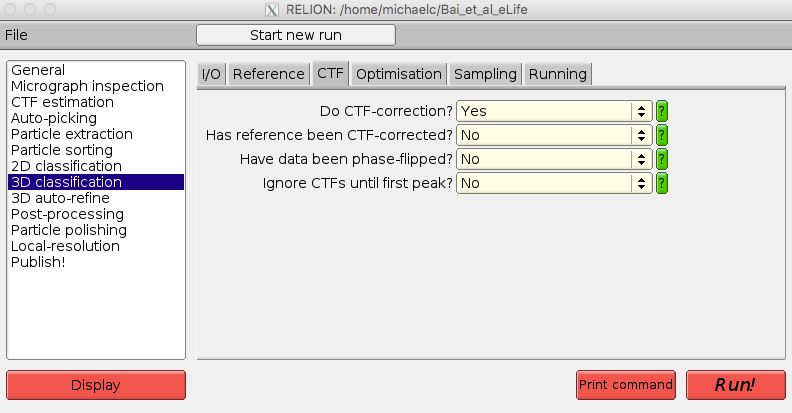 RELION: /home/michaelc/Bai_et_al_eLife
File
Start new run
General
Micrograph inspection
CTF estimation
Auto-picking
Particle extraction
Particle sorting
2D classification
3D classification
3D auto-refine
Post-processing
Particle polishing
Local-resolution
Publish!
I/O Reference CTF Optimisation Sampling Running
Do CTF-correction? Yes ?
Has reference been CTF-corrected? No ?
Have data been phase-flipped? No ?
Ignore CTFs until first peak? No ?
Display
Print command
Run!